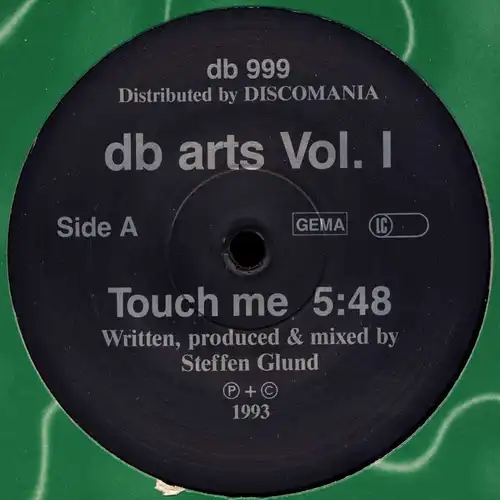 db 999
Distributed by DISCOMANIA
db arts Vol. I
Side A
GEMA
LC
Touch me 5:48
Written, produced & mixed by
Steffen Glund
Ⓟ + ©
1993